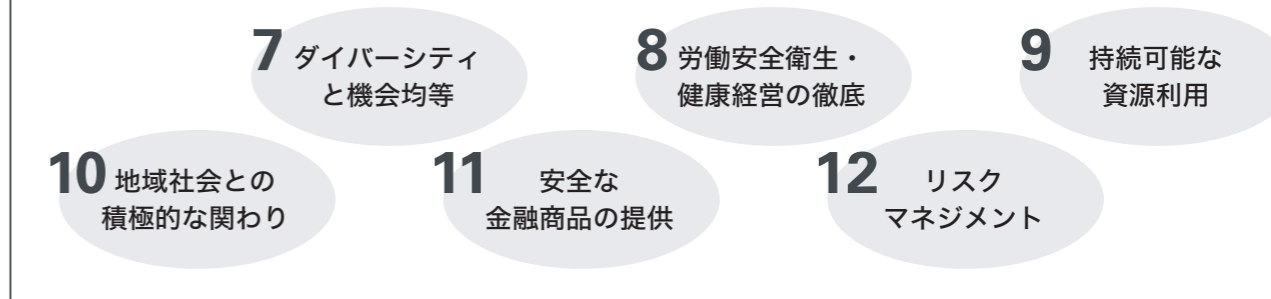 7 ダイバーシティ
と機会均等
8 労働安全衛生・
健康経営の徹底
9 持続可能な
資源利用
10 地域社会との
積極的な関わり
11 安全な
金融商品の提供
12 リスク
マネジメント